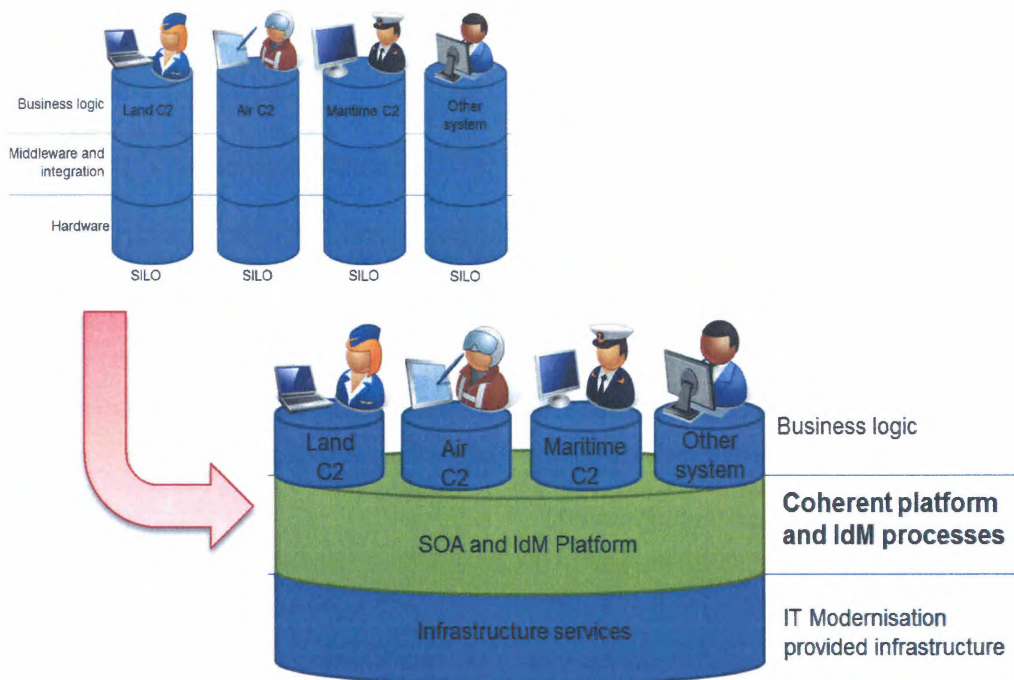 Business logic
Land C2
Air C2
Maritime C2
Other
system
Middleware and
integration
Hardware
SILO
SILO
SILO
SILO
Land
C2
Air
C2
Maritime
C2
Other
system
Business logic
SOA and IdM Platform
Coherent platform
and IdM processes
Infrastructure services
IT Modernisation
provided infrastructure